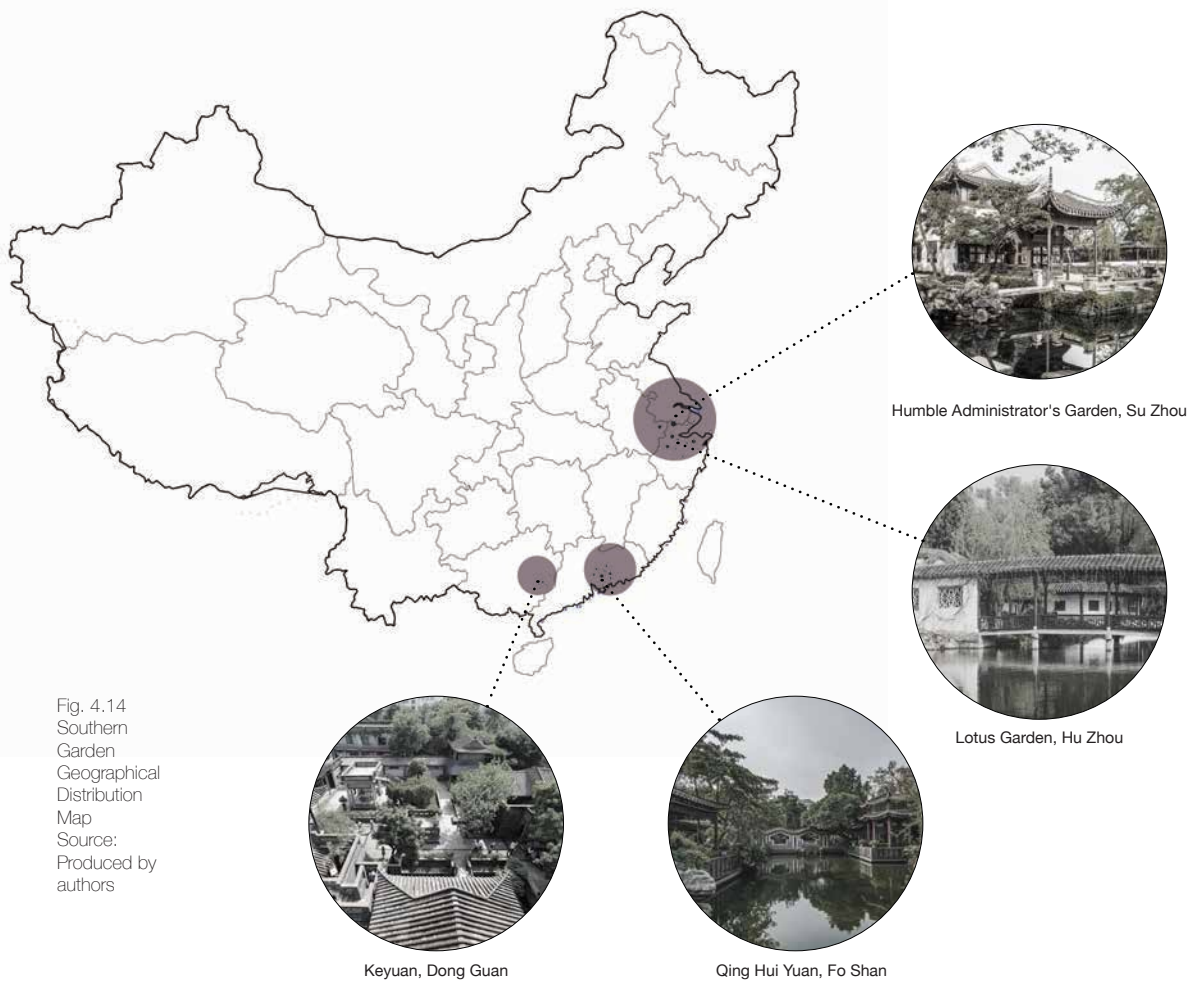 Humble Administrator's Garden, Su Zhou
Lotus Garden, Hu Zhou
Fig. 4.14
Southern
Garden
Geographical
Distribution
Map
Source:
Produced by
authors
Keyuan, Dong Guan
Qing Hui Yuan, Fo Shan